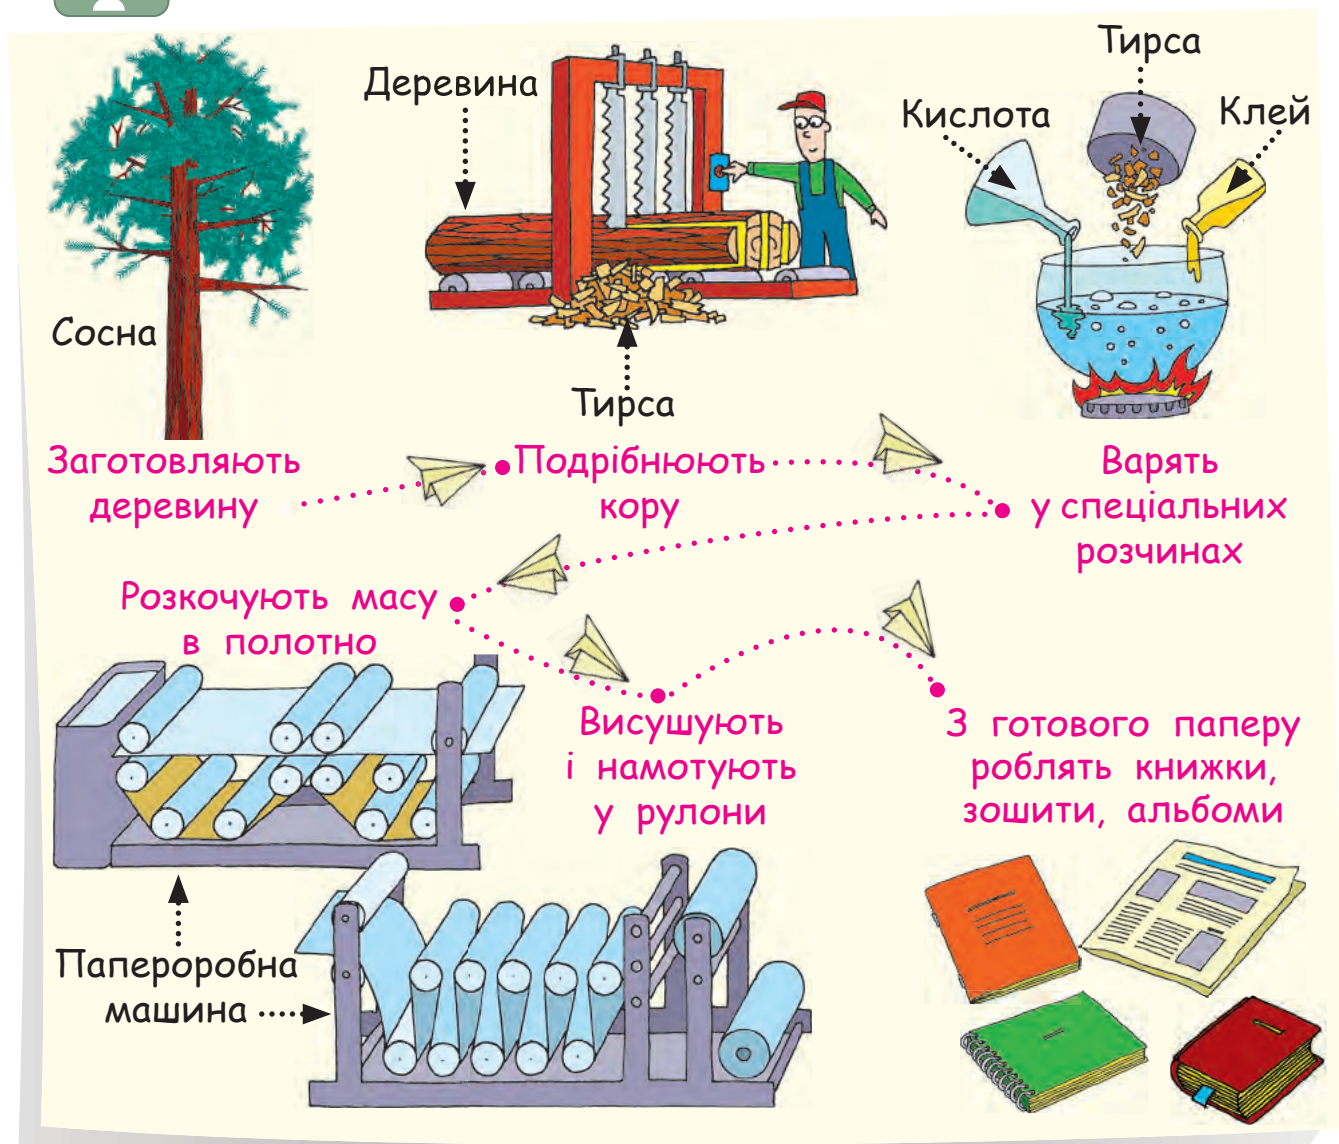 Сосна
Деревина
Тирса
Тирса
Кислота
Клей
Заготовляють
деревину
Подрібнюють
кору
Варять
у спеціальних
розчинах
Розкочують масу
в полотно
Висушують
і намотують
у рулони
З готового паперу
роблять книжки,
зошити, альбоми
Папероробна
машина